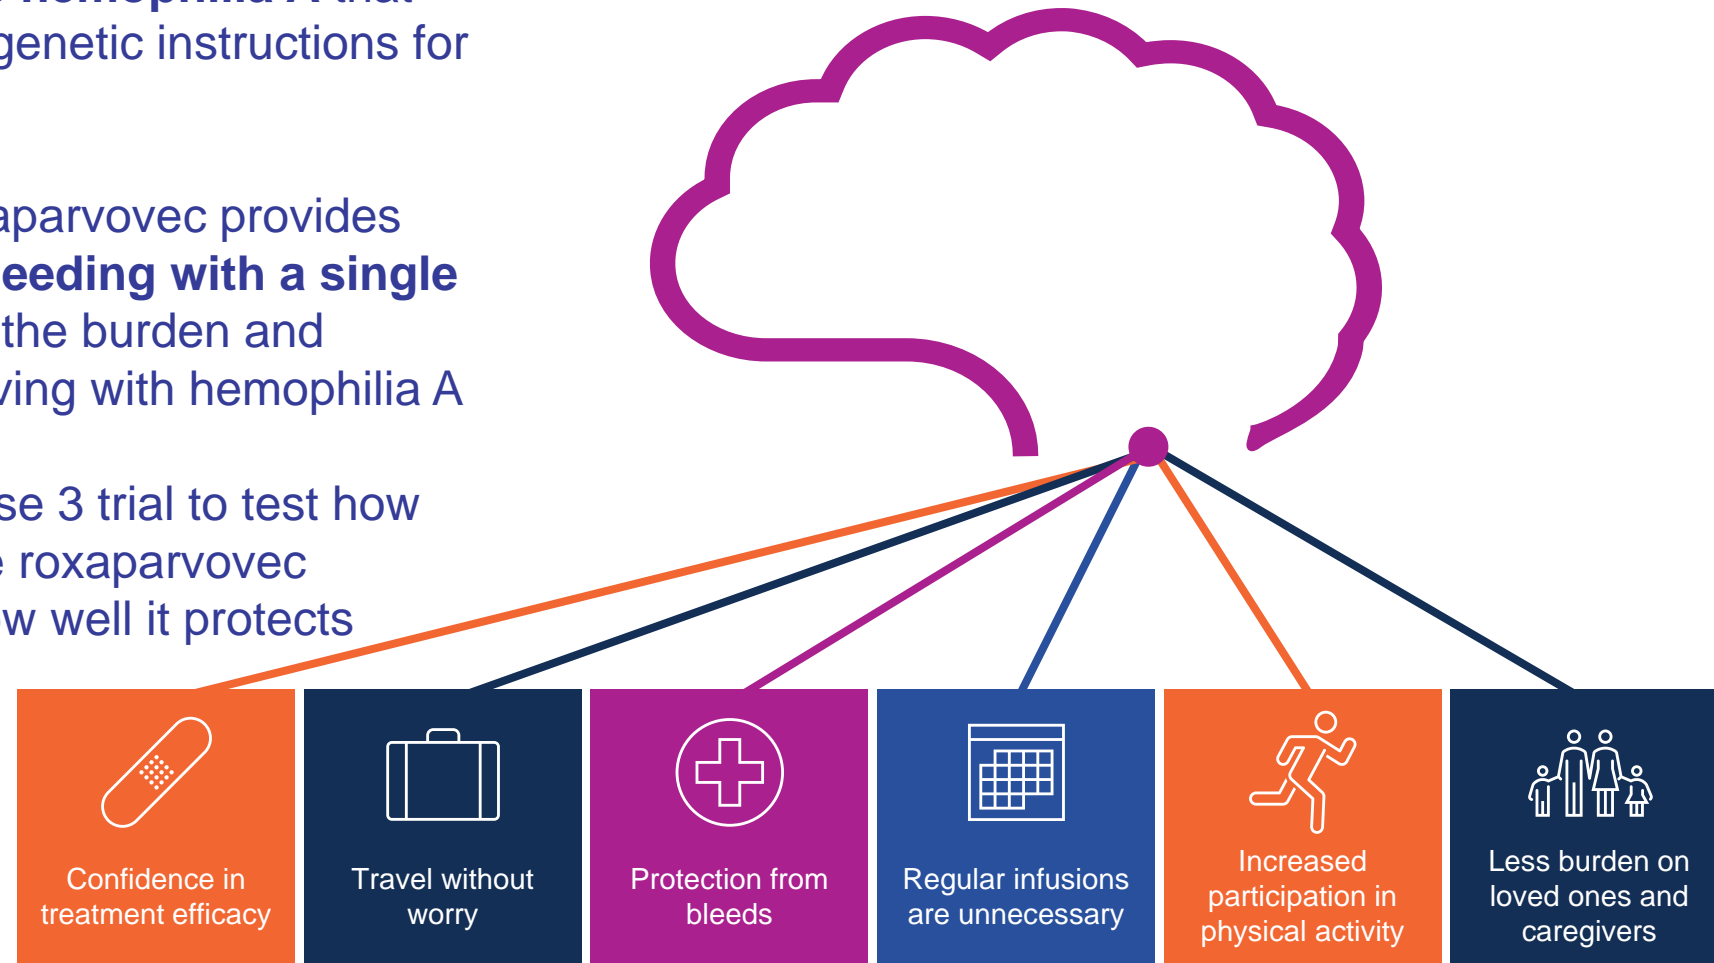 hemophilia A that
genetic instructions for
aparvovec provides
eeding with a single
the burden and
ving with hemophilia A
se 3 trial to test how
e roxaparvovec
w well it protects
Confidence in
treatment efficacy
Travel without
worry
Protection from
bleeds
Regular infusions
are unnecessary
Increased
participation in
physical activity
Less burden on
loved ones and
caregivers